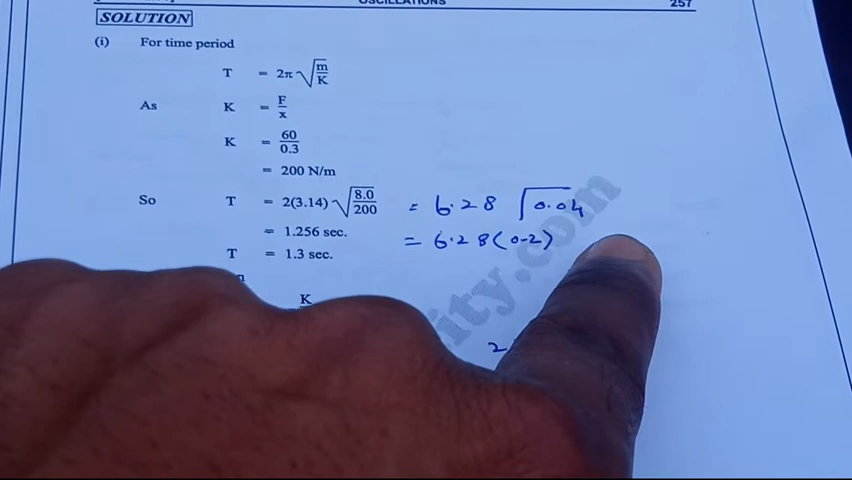 OSCILLATIONS 257
SOLUTION
(i) For time period
T = 2π √(m/K)
As K = F/x
K = 60/0.3
= 200 N/m
So T = 2(3.14) √(8.0/200) = 6.28 √0.04
= 1.256 sec. = 6.28(0.2)
T = 1.3 sec.
K
2